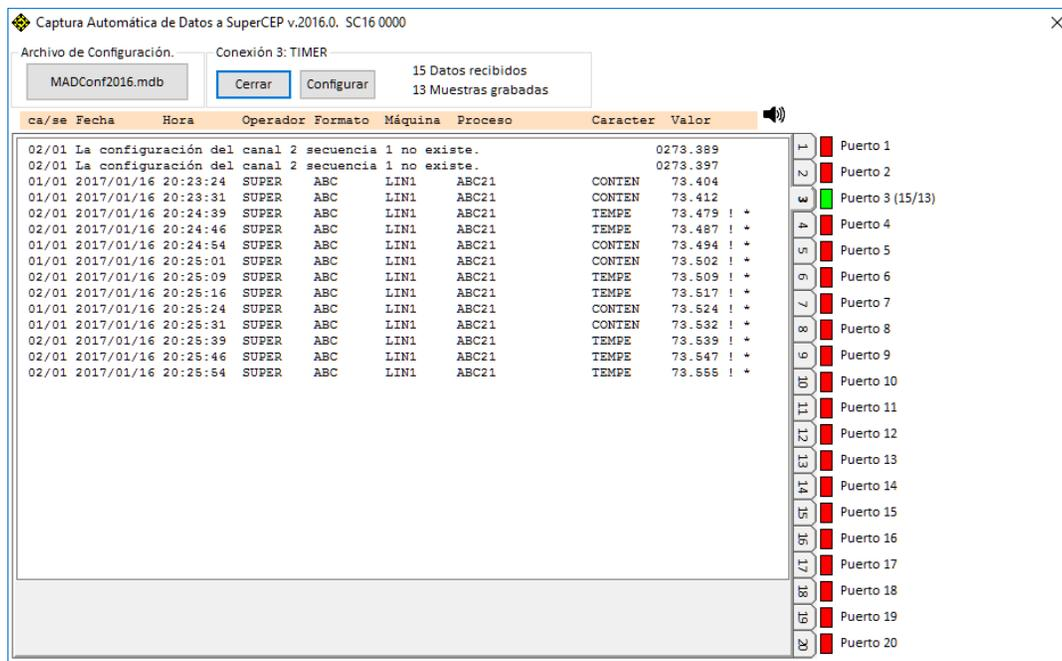 Captura Automática de Datos a SuperCEP v.2016.0. SC16 0000
Archivo de Configuración.
MADConf2016.mdb
Conexión 3: TIMER
Cerrar
Configurar
15 Datos recibidos
13 Muestras grabadas
ca/se Fecha Hora Operador Formato Máquina Proceso Caracter Valor
02/01 La configuración del canal 2 secuencia 1 no existe. 0273.389
02/01 La configuración del canal 2 secuencia 1 no existe. 0273.397
01/01 2017/01/16 20:23:24 SUPER ABC LIN1 ABC21 CONTEN 73.404
01/01 2017/01/16 20:23:31 SUPER ABC LIN1 ABC21 CONTEN 73.412
02/01 2017/01/16 20:24:39 SUPER ABC LIN1 ABC21 TEMPE 73.479 ! *
02/01 2017/01/16 20:24:46 SUPER ABC LIN1 ABC21 TEMPE 73.487 ! *
01/01 2017/01/16 20:24:54 SUPER ABC LIN1 ABC21 CONTEN 73.494 ! *
01/01 2017/01/16 20:25:01 SUPER ABC LIN1 ABC21 CONTEN 73.502 ! *
02/01 2017/01/16 20:25:09 SUPER ABC LIN1 ABC21 TEMPE 73.509 ! *
02/01 2017/01/16 20:25:16 SUPER ABC LIN1 ABC21 TEMPE 73.517 ! *
01/01 2017/01/16 20:25:24 SUPER ABC LIN1 ABC21 CONTEN 73.524 ! *
01/01 2017/01/16 20:25:31 SUPER ABC LIN1 ABC21 CONTEN 73.532 ! *
02/01 2017/01/16 20:25:39 SUPER ABC LIN1 ABC21 TEMPE 73.539 ! *
02/01 2017/01/16 20:25:46 SUPER ABC LIN1 ABC21 TEMPE 73.547 ! *
02/01 2017/01/16 20:25:54 SUPER ABC LIN1 ABC21 TEMPE 73.555 ! *
1 Puerto 1
2 Puerto 2
3 Puerto 3 (15/13)
4 Puerto 4
5 Puerto 5
6 Puerto 6
7 Puerto 7
8 Puerto 8
9 Puerto 9
10 Puerto 10
11 Puerto 11
12 Puerto 12
13 Puerto 13
14 Puerto 14
15 Puerto 15
16 Puerto 16
17 Puerto 17
18 Puerto 18
19 Puerto 19
20 Puerto 20